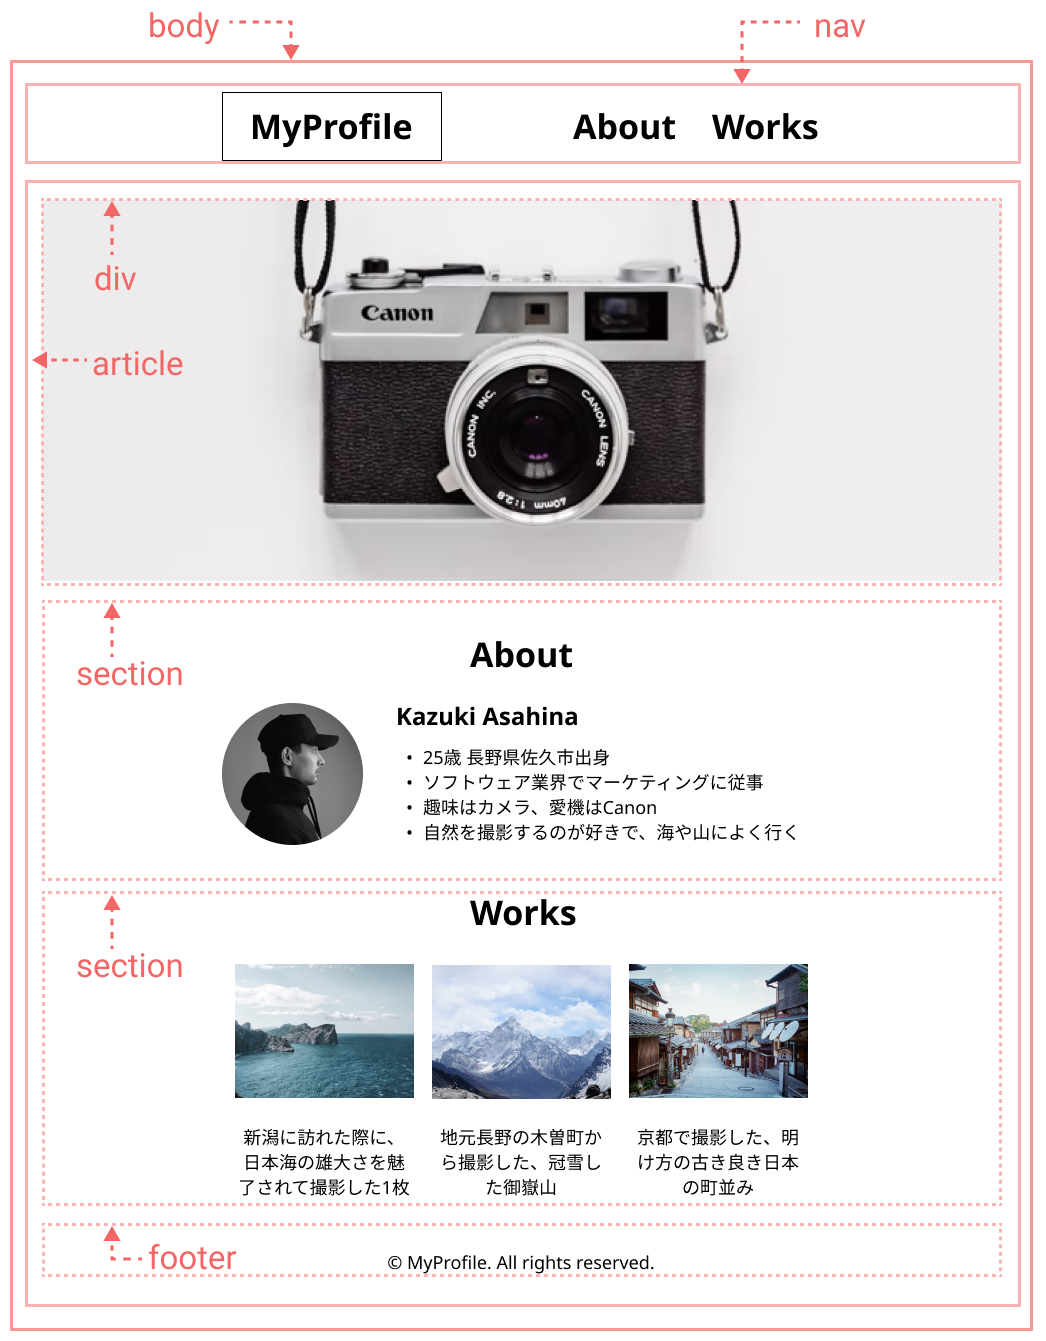 body
nav
MyProfile
About Works
div
Canon
article
CANON INC.
CANON LENS
40mm 1:2.8
section
About
Kazuki Asahina
• 25歳 長野県佐久市出身
• ソフトウェア業界でマーケティングに従事
• 趣味はカメラ、愛機はCanon
• 自然を撮影するのが好きで、海や山によく行く
section
Works
新潟に訪れた際に、
日本海の雄大さを魅
了されて撮影した1枚
地元長野の木曽町か
ら撮影した、冠雪し
た御嶽山
京都で撮影した、明
け方の古き良き日本
の町並み
footer
© MyProfile. All rights reserved.